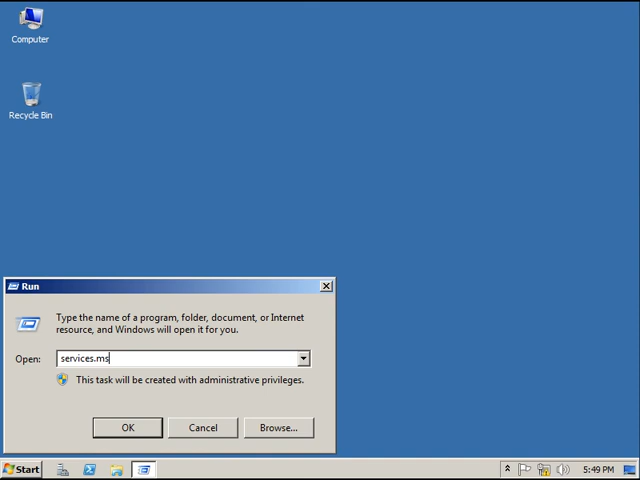 Computer
Recycle Bin
Run
Type the name of a program, folder, document, or Internet
resource, and Windows will open it for you.
Open:
services.ms
This task will be created with administrative privileges.
OK
Cancel
Browse...
Start
5:49 PM